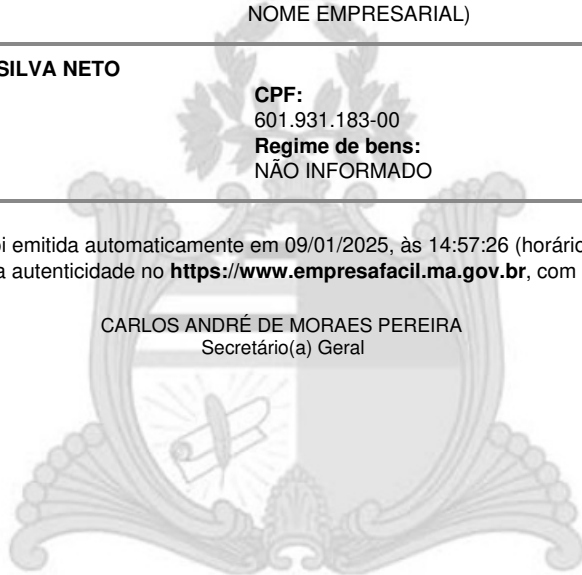 NOME EMPRESARIAL)
SILVA NETO
CPF:
601.931.183-00
Regime de bens:
NÃO INFORMADO
oi emitida automaticamente em 09/01/2025, às 14:57:26 (horário
a autenticidade no https://www.empresafacil.ma.gov.br, com
CARLOS ANDRÉ DE MORAES PEREIRA
Secretário(a) Geral